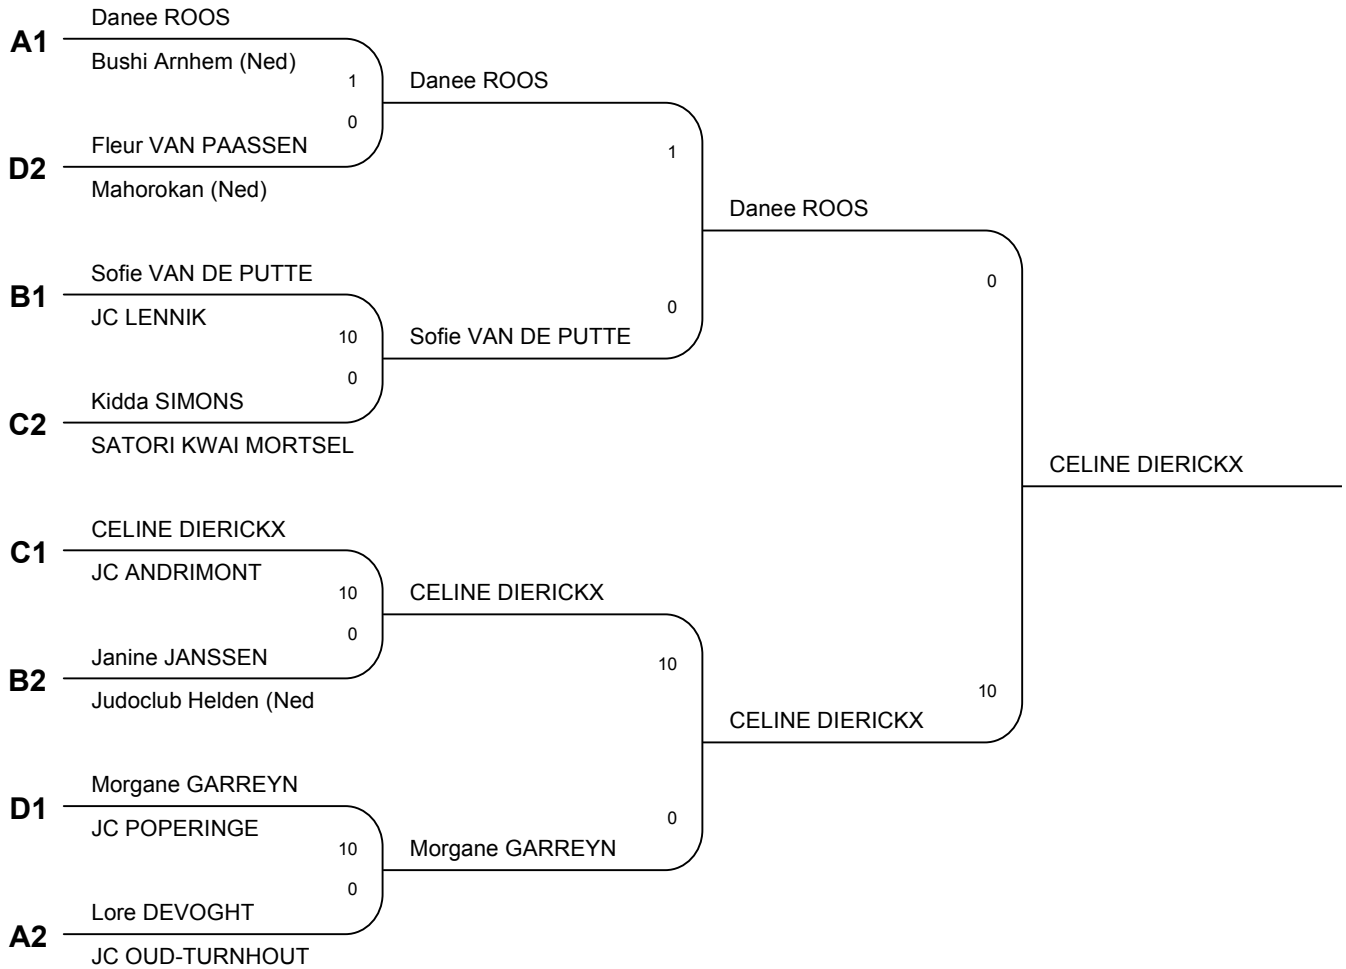 Danee ROOS
A1
Bushi Arnhem (Ned)
1
Danee ROOS
0
Fleur VAN PAASSEN
D2
Mahorokan (Ned)
1
Danee ROOS
Sofie VAN DE PUTTE
B1
JC LENNIK
10
0
Sofie VAN DE PUTTE
0
0
Kidda SIMONS
C2
SATORI KWAI MORTSEL
CELINE DIERICKX
CELINE DIERICKX
C1
JC ANDRIMONT
10
CELINE DIERICKX
0
Janine JANSSEN
B2
Judoclub Helden (Ned
10
10
CELINE DIERICKX
Morgane GARREYN
D1
JC POPERINGE
10
0
Morgane GARREYN
0
Lore DEVOGHT
A2
JC OUD-TURNHOUT